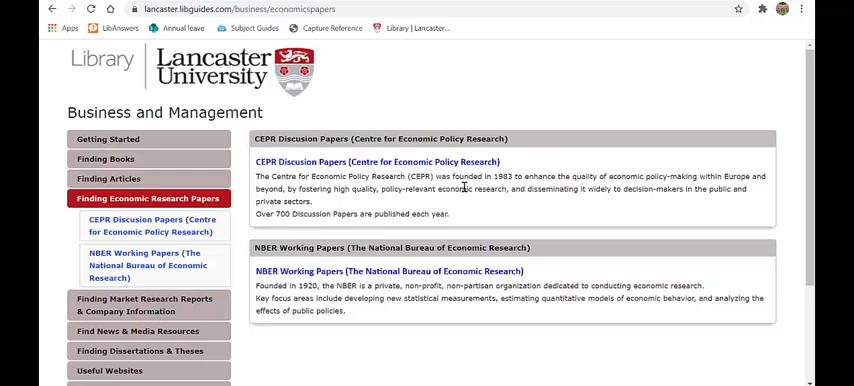 lancaster.libguides.com/business/economicspapers
Apps LibAnswers Annual leave Subject Guides Capture Reference Library | Lancaster...
Library Lancaster University
Business and Management
Getting Started
Finding Books
Finding Articles
Finding Economic Research Papers
CEPR Discusion Papers (Centre
for Economic Policy Research)
NBER Working Papers (The
National Bureau of Economic
Research)
Finding Market Research Reports
& Company Information
Find News & Media Resources
Finding Dissertations & Theses
Useful Websites
CEPR Discusion Papers (Centre for Economic Policy Research)
CEPR Discusion Papers (Centre for Economic Policy Research)
The Centre for Economic Policy Research (CEPR) was founded in 1983 to enhance the quality of economic policy-making within Europe and
beyond, by fostering high quality, policy-relevant economic research, and disseminating it widely to decision-makers in the public and
private sectors.
Over 700 Discussion Papers are published each year.
NBER Working Papers (The National Bureau of Economic Research)
NBER Working Papers (The National Bureau of Economic Research)
Founded in 1920, the NBER is a private, non-profit, non-partisan organization dedicated to conducting economic research.
Key focus areas include developing new statistical measurements, estimating quantitative models of economic behavior, and analyzing the
effects of public policies.